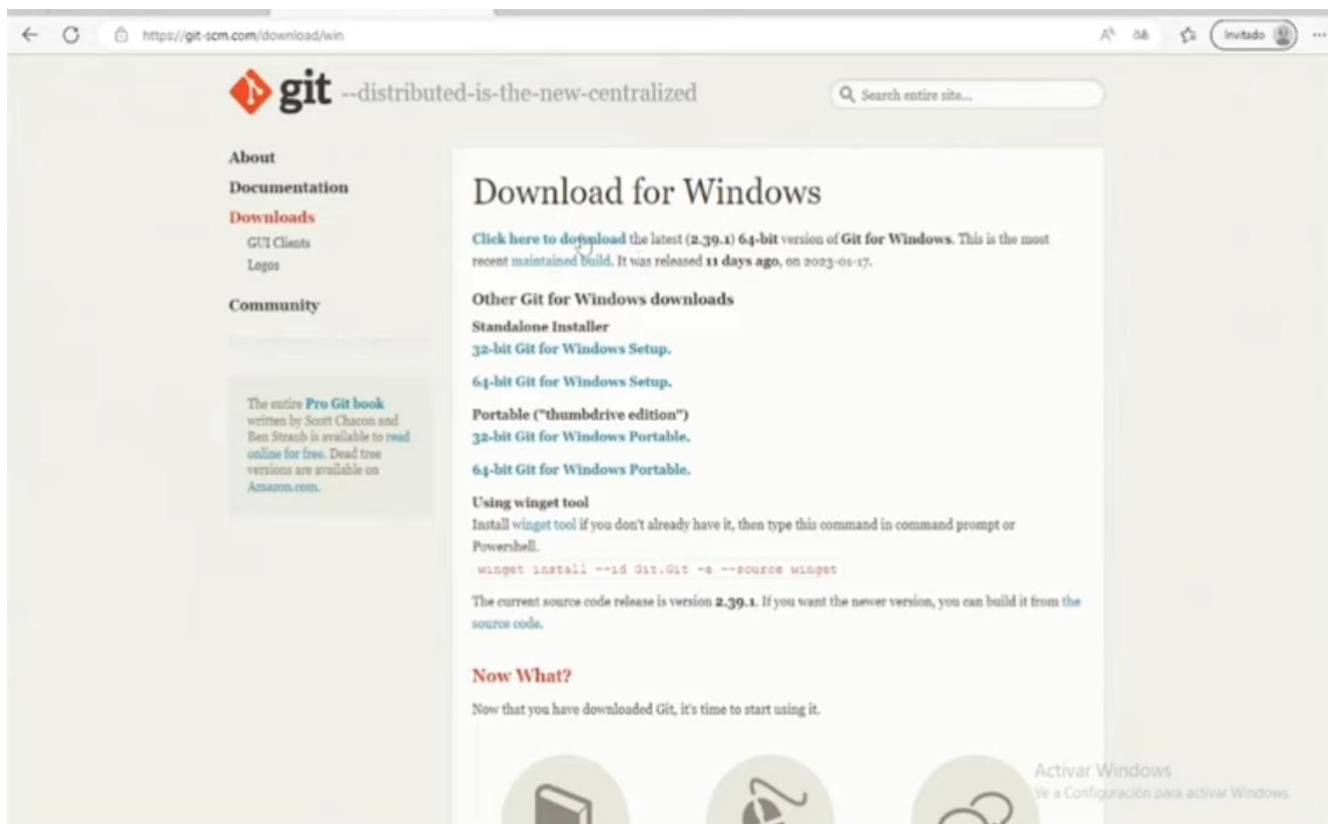 https://git-scm.com/download/win
Invitado
git --distributed-is-the-new-centralized
Search entire site...
About
Documentation
Downloads
GUI Clients
Logos
Community
The entire Pro Git book
written by Scott Chacon and
Ben Straub is available to read
online for free. Dead tree
versions are available on
Amazon.com.
Download for Windows
Click here to download the latest (2.39.1) 64-bit version of Git for Windows. This is the most
recent maintained build. It was released 11 days ago, on 2023-01-17.
Other Git for Windows downloads
Standalone Installer
32-bit Git for Windows Setup.
64-bit Git for Windows Setup.
Portable ("thumbdrive edition")
32-bit Git for Windows Portable.
64-bit Git for Windows Portable.
Using winget tool
Install winget tool if you don't already have it, then type this command in command prompt or
Powershell.
winget install --id Git.Git -e --source winget
The current source code release is version 2.39.1. If you want the newer version, you can build it from the
source code.
Now What?
Now that you have downloaded Git, it's time to start using it.
Activar Windows
Ve a Configuración para activar Windows.